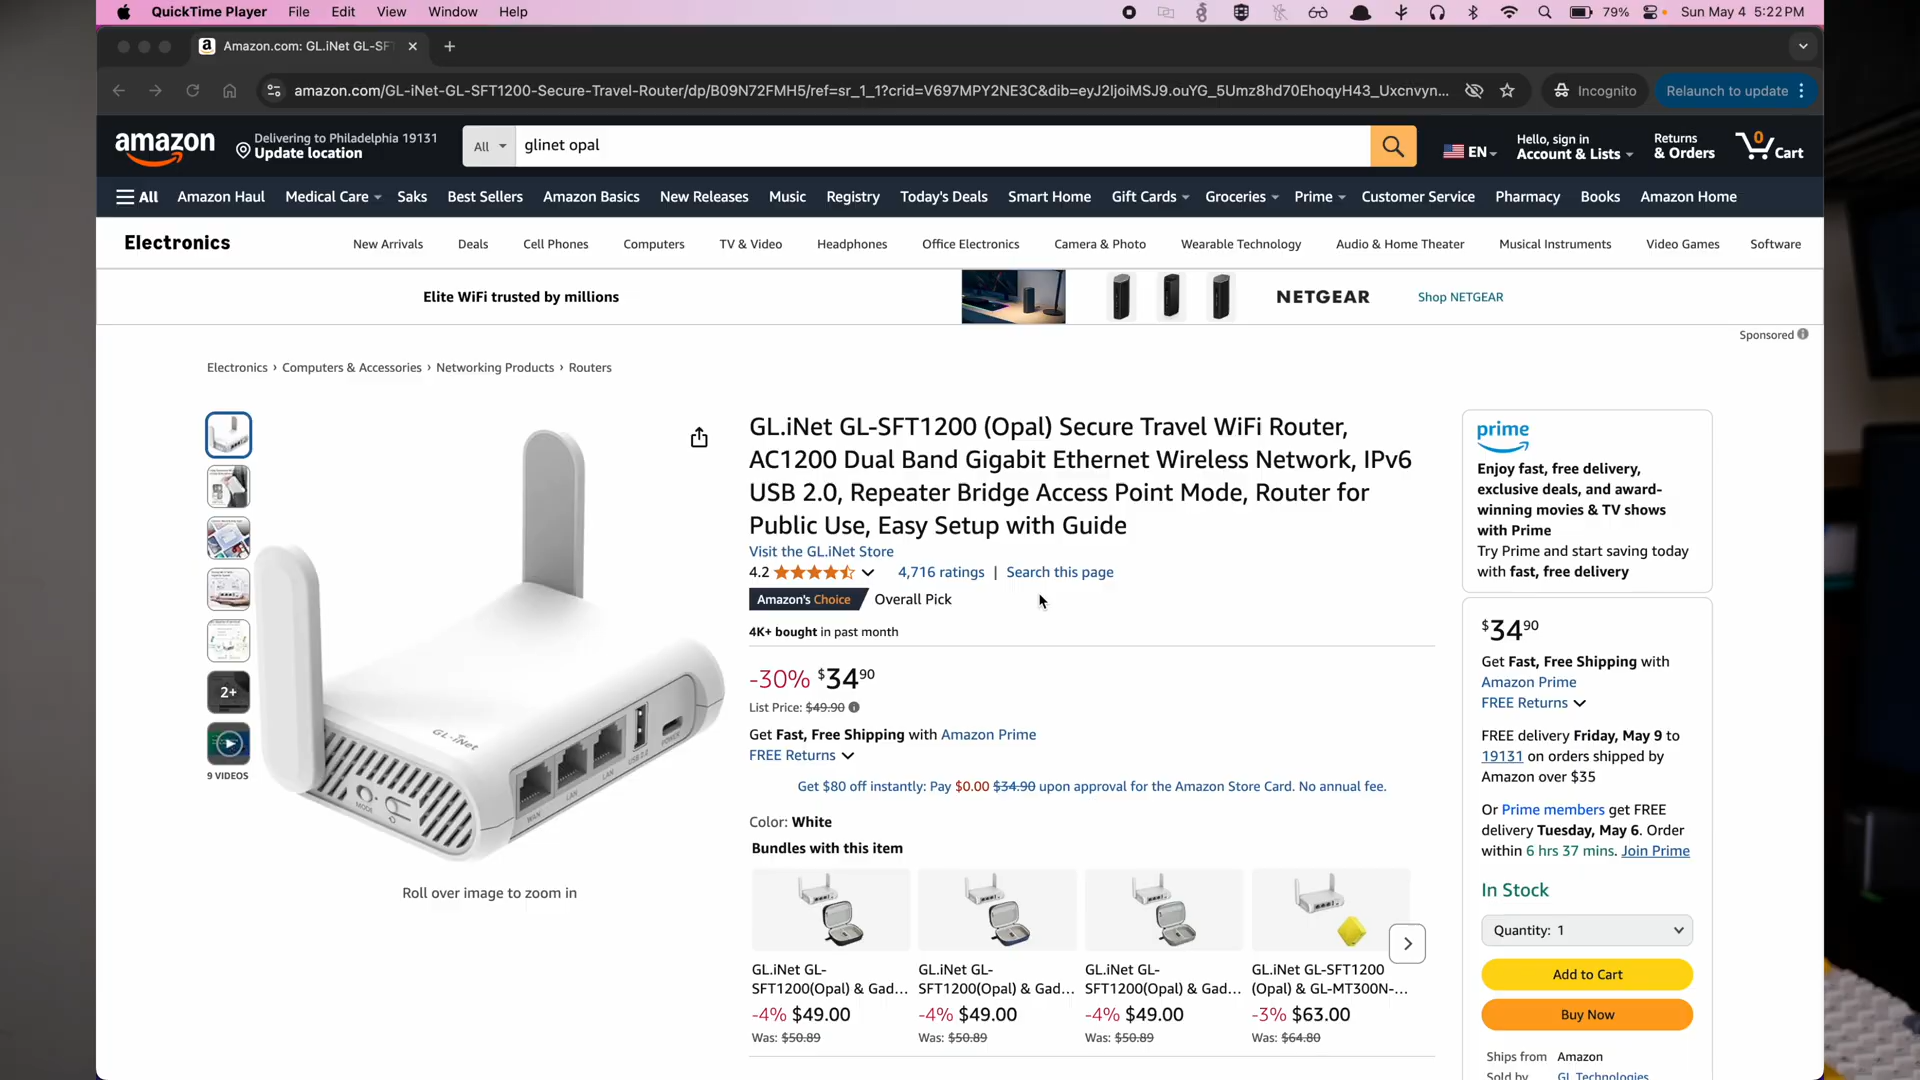 QuickTime Player File Edit View Window Help
79% Sun May 4 5:22 PM
Amazon.com: GL.iNet GL-SF
amazon.com/GL-iNet-GL-SFT1200-Secure-Travel-Router/dp/B09N72FMH5/ref=sr_1_1?crid=V697MPY2NE3C&dib=eyJ2IjoiMSJ9.ouYG_5Umz8hd70EhoqyH43_Uxcnvyn...
Incognito
Relaunch to update
amazon
Delivering to Philadelphia 19131
Update location
All
glinet opal
EN
Hello, sign in
Account & Lists
Returns
& Orders
0
Cart
All Amazon Haul Medical Care Saks Best Sellers Amazon Basics New Releases Music Registry Today's Deals Smart Home Gift Cards Groceries Prime Customer Service Pharmacy Books Amazon Home
Electronics New Arrivals Deals Cell Phones Computers TV & Video Headphones Office Electronics Camera & Photo Wearable Technology Audio & Home Theater Musical Instruments Video Games Software
Elite WiFi trusted by millions
NETGEAR
Shop NETGEAR
Sponsored
Electronics › Computers & Accessories › Networking Products › Routers
2+
9 VIDEOS
GL·iNet
MODE
WAN
LAN
LAN
USB 2.0
POWER
Roll over image to zoom in
GL.iNet GL-SFT1200 (Opal) Secure Travel WiFi Router,
AC1200 Dual Band Gigabit Ethernet Wireless Network, IPv6
USB 2.0, Repeater Bridge Access Point Mode, Router for
Public Use, Easy Setup with Guide
Visit the GL.iNet Store
4.2 4,716 ratings | Search this page
Amazon's Choice Overall Pick
4K+ bought in past month
-30% $34.90
List Price: $49.90
Get Fast, Free Shipping with Amazon Prime
FREE Returns
Get $80 off instantly: Pay $0.00 $34.90 upon approval for the Amazon Store Card. No annual fee.
Color: White
Bundles with this item
GL.iNet GL-
SFT1200(Opal) & Gad...
-4% $49.00
Was: $50.89
GL.iNet GL-
SFT1200(Opal) & Gad...
-4% $49.00
Was: $50.89
GL.iNet GL-
SFT1200(Opal) & Gad...
-4% $49.00
Was: $50.89
GL.iNet GL-SFT1200
(Opal) & GL-MT300N-...
-3% $63.00
Was: $64.80
prime
Enjoy fast, free delivery,
exclusive deals, and award-
winning movies & TV shows
with Prime
Try Prime and start saving today
with fast, free delivery
$34.90
Get Fast, Free Shipping with
Amazon Prime
FREE Returns
FREE delivery Friday, May 9 to
19131 on orders shipped by
Amazon over $35
Or Prime members get FREE
delivery Tuesday, May 6. Order
within 6 hrs 37 mins. Join Prime
In Stock
Quantity: 1
Add to Cart
Buy Now
Ships from Amazon
Sold by GL Technologies